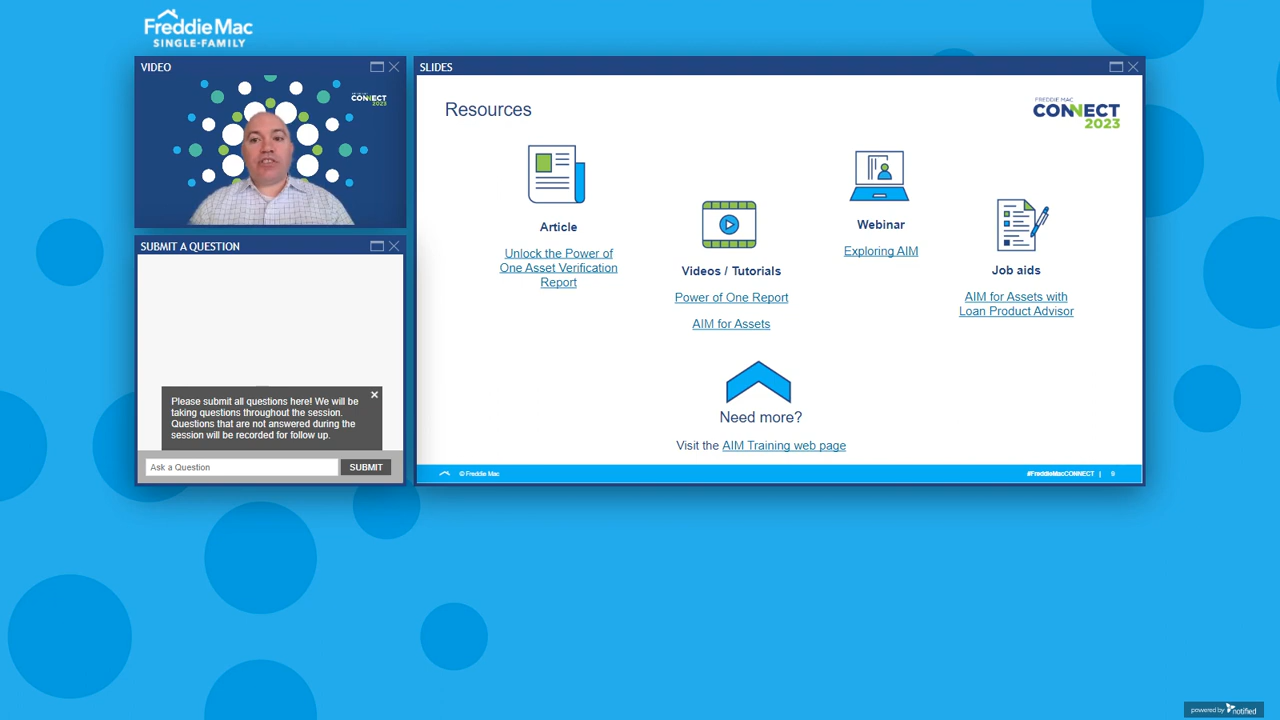 Freddie Mac
SINGLE-FAMILY
VIDEO
CONNECT
2023
SUBMIT A QUESTION
Please submit all questions here! We will be
taking questions throughout the session.
Questions that are not answered during the
session will be recorded for follow up.
Ask a Question
SUBMIT
SLIDES
Resources
FREDDIE MAC
CONNECT
2023
Article
Unlock the Power of
One Asset Verification
Report
Videos / Tutorials
Power of One Report
AIM for Assets
Webinar
Exploring AIM
Job aids
AIM for Assets with
Loan Product Advisor
Need more?
Visit the AIM Training web page
© Freddie Mac
#FreddieMacCONNECT | 9
powered by notified